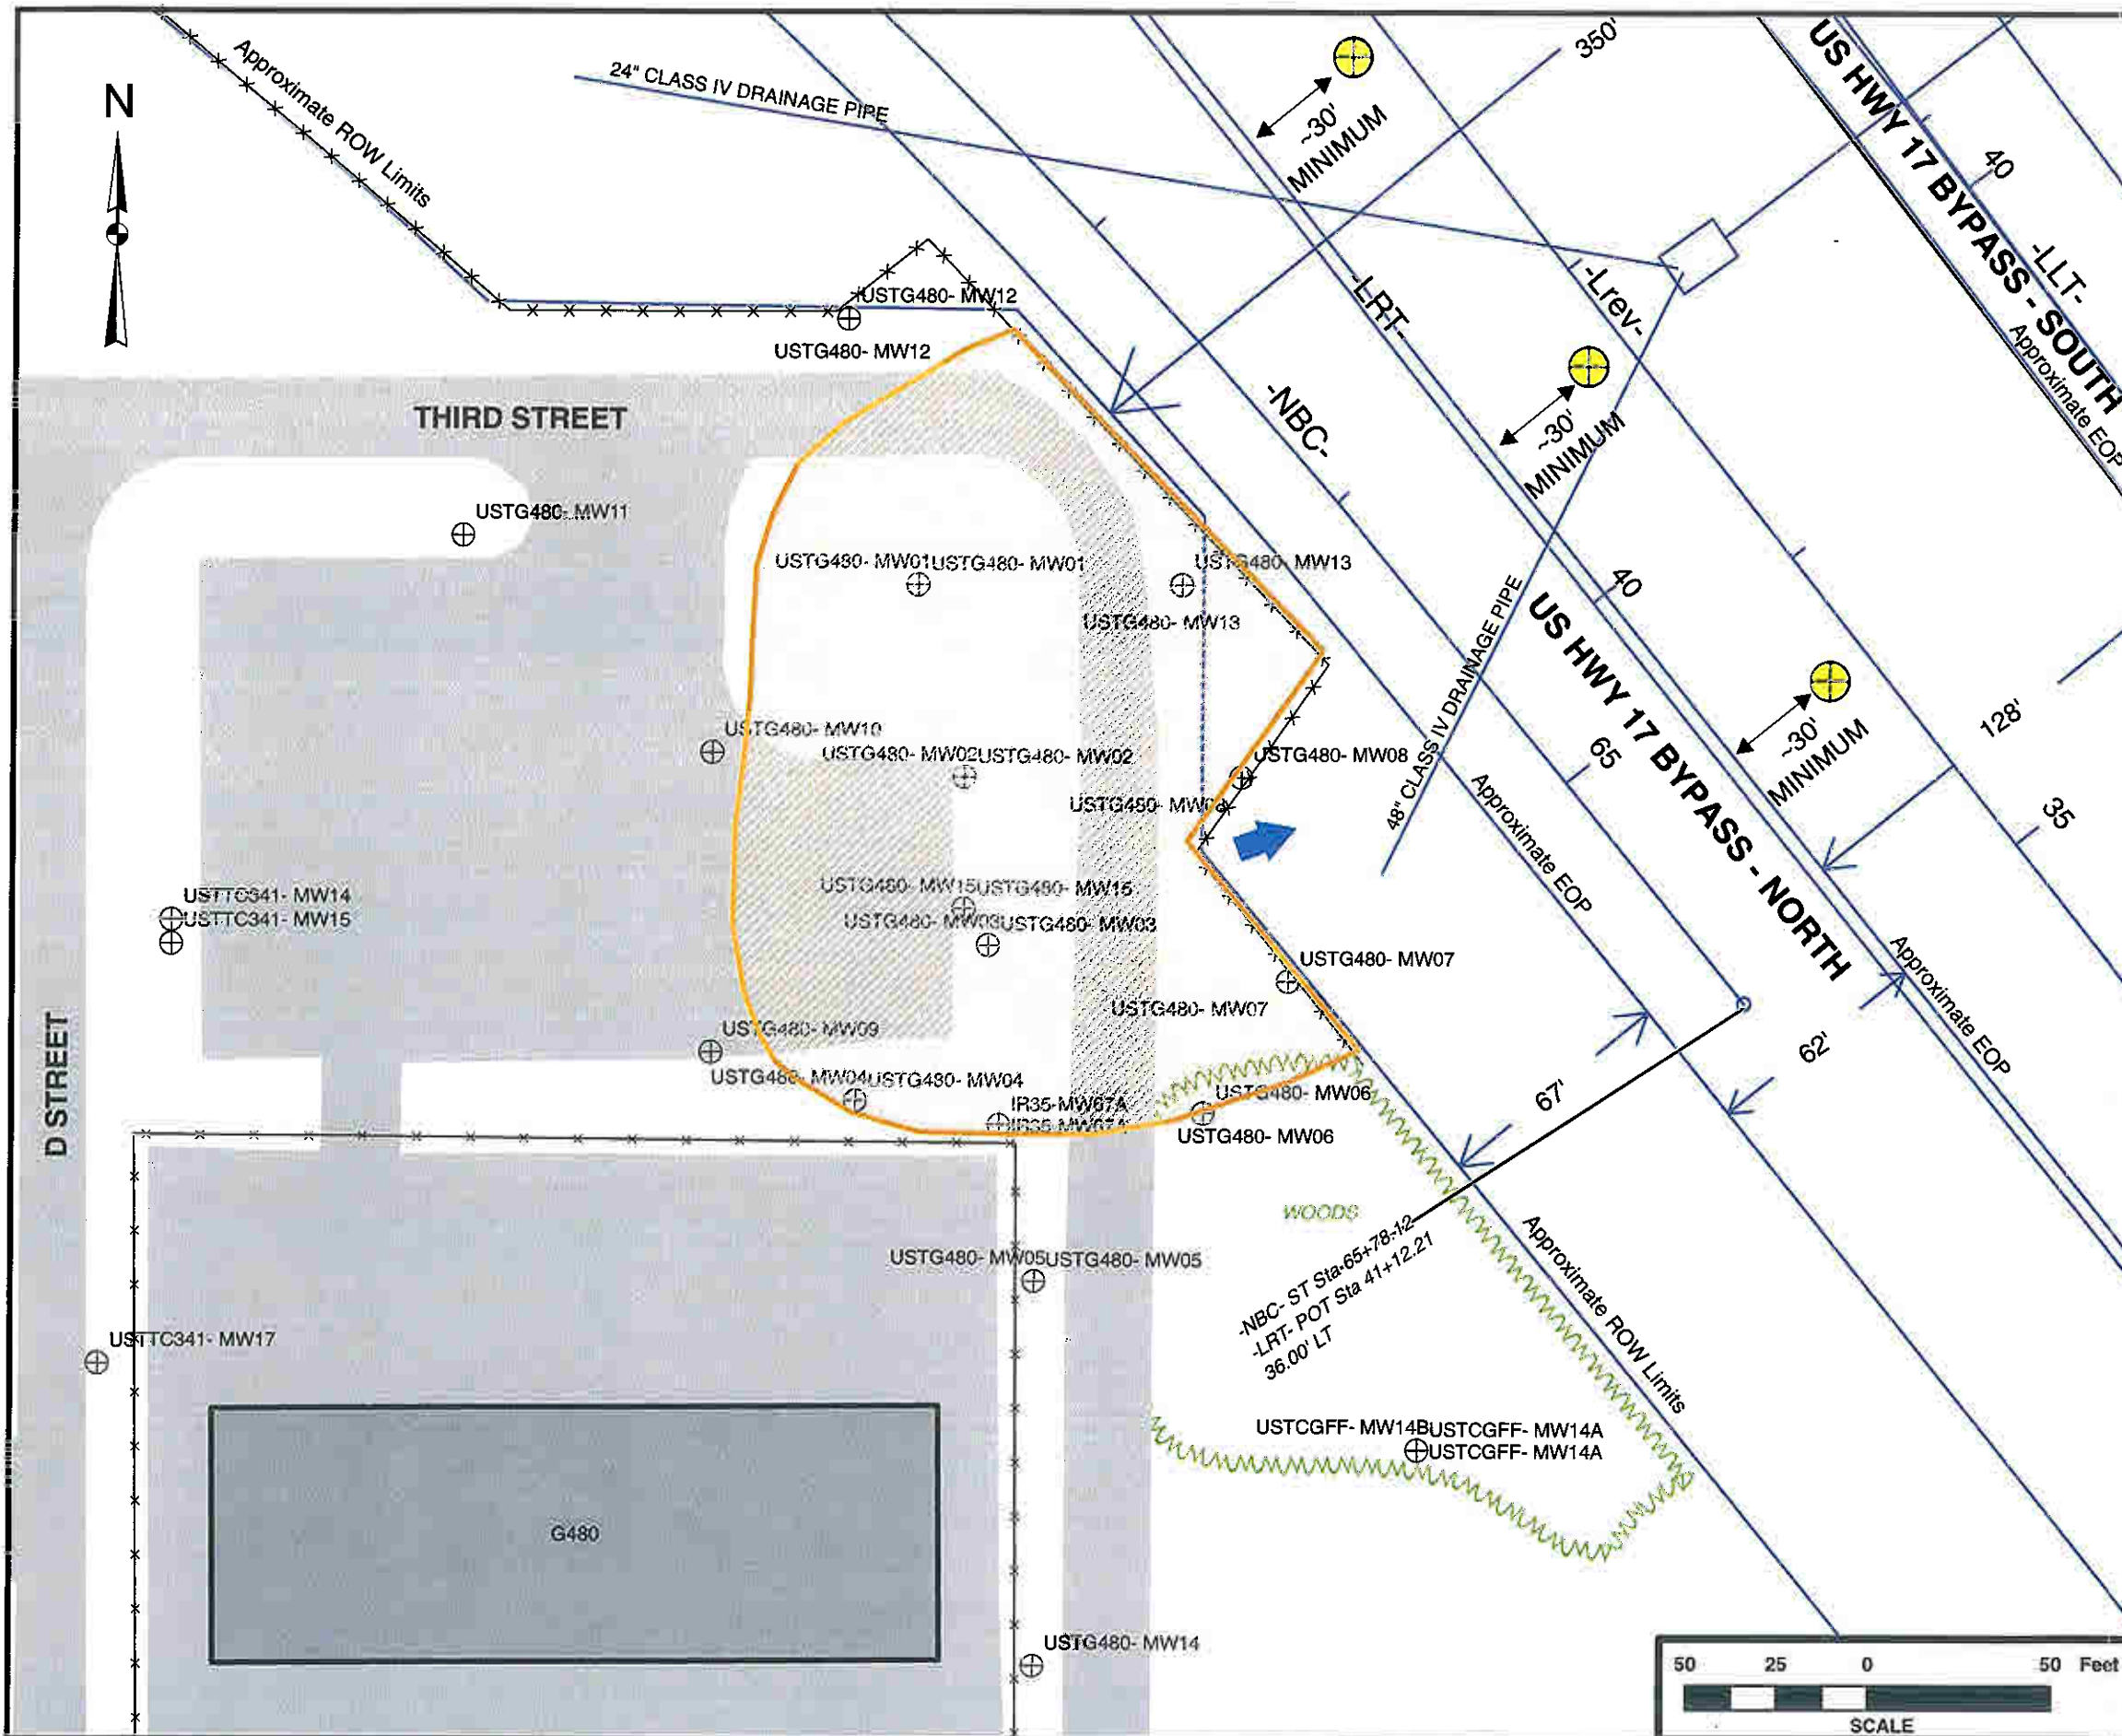 N
Approximate ROW Limits
24" CLASS IV DRAINAGE PIPE
350'
~30'
MINIMUM
US HWY 17 BYPASS - SOUTH
40
-LLT-
Approximate EOP
-LRT-
-Lrev-
USTG480- MW12
USTG480- MW12
THIRD STREET
-NBC-
~30'
MINIMUM
USTG480- MW11
USTG480- MW01USTG480- MW01
USTG480- MW13
USTG480- MW13
40
48" CLASS IV DRAINAGE PIPE
US HWY 17 BYPASS - NORTH
~30'
MINIMUM
128'
35
65
USTG480- MW10
USTG480- MW02USTG480- MW02
USTG480- MW08
USTG480- MW08
Approximate EOP
USTTC341- MW14
USTTC341- MW15
USTG480- MW15USTG480- MW15
USTG480- MW03USTG480- MW03
USTG480- MW07
USTG480- MW07
Approximate EOP
62'
67'
D STREET
USTG480- MW09
USTG480- MW04USTG480- MW04
IR35-MW67A
IR35-MW67A
USTG480- MW06
USTG480- MW06
WOODS
-NBC- ST Sta 65+78.12
-LRT- POT Sta 41+12.21
36.00' LT
Approximate ROW Limits
USTG480- MW05USTG480- MW05
USTTC341- MW17
USTCGFF- MW14BUSTCGFF- MW14A
USTCGFF- MW14A
G480
USTG480- MW14
50 25 0 50 Feet
SCALE